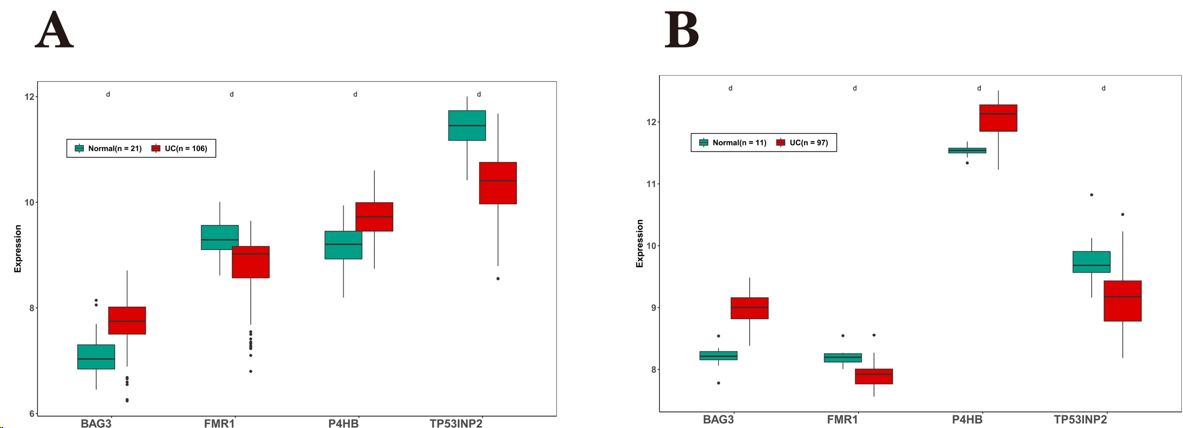 A
B
d d d d
Normal(n = 21) UC(n = 106)
Expression
12
10
8
6
BAG3 FMR1 P4HB TP53INP2
d d d d
Normal(n = 11) UC(n = 97)
Expression
12
11
10
9
8
BAG3 FMR1 P4HB TP53INP2